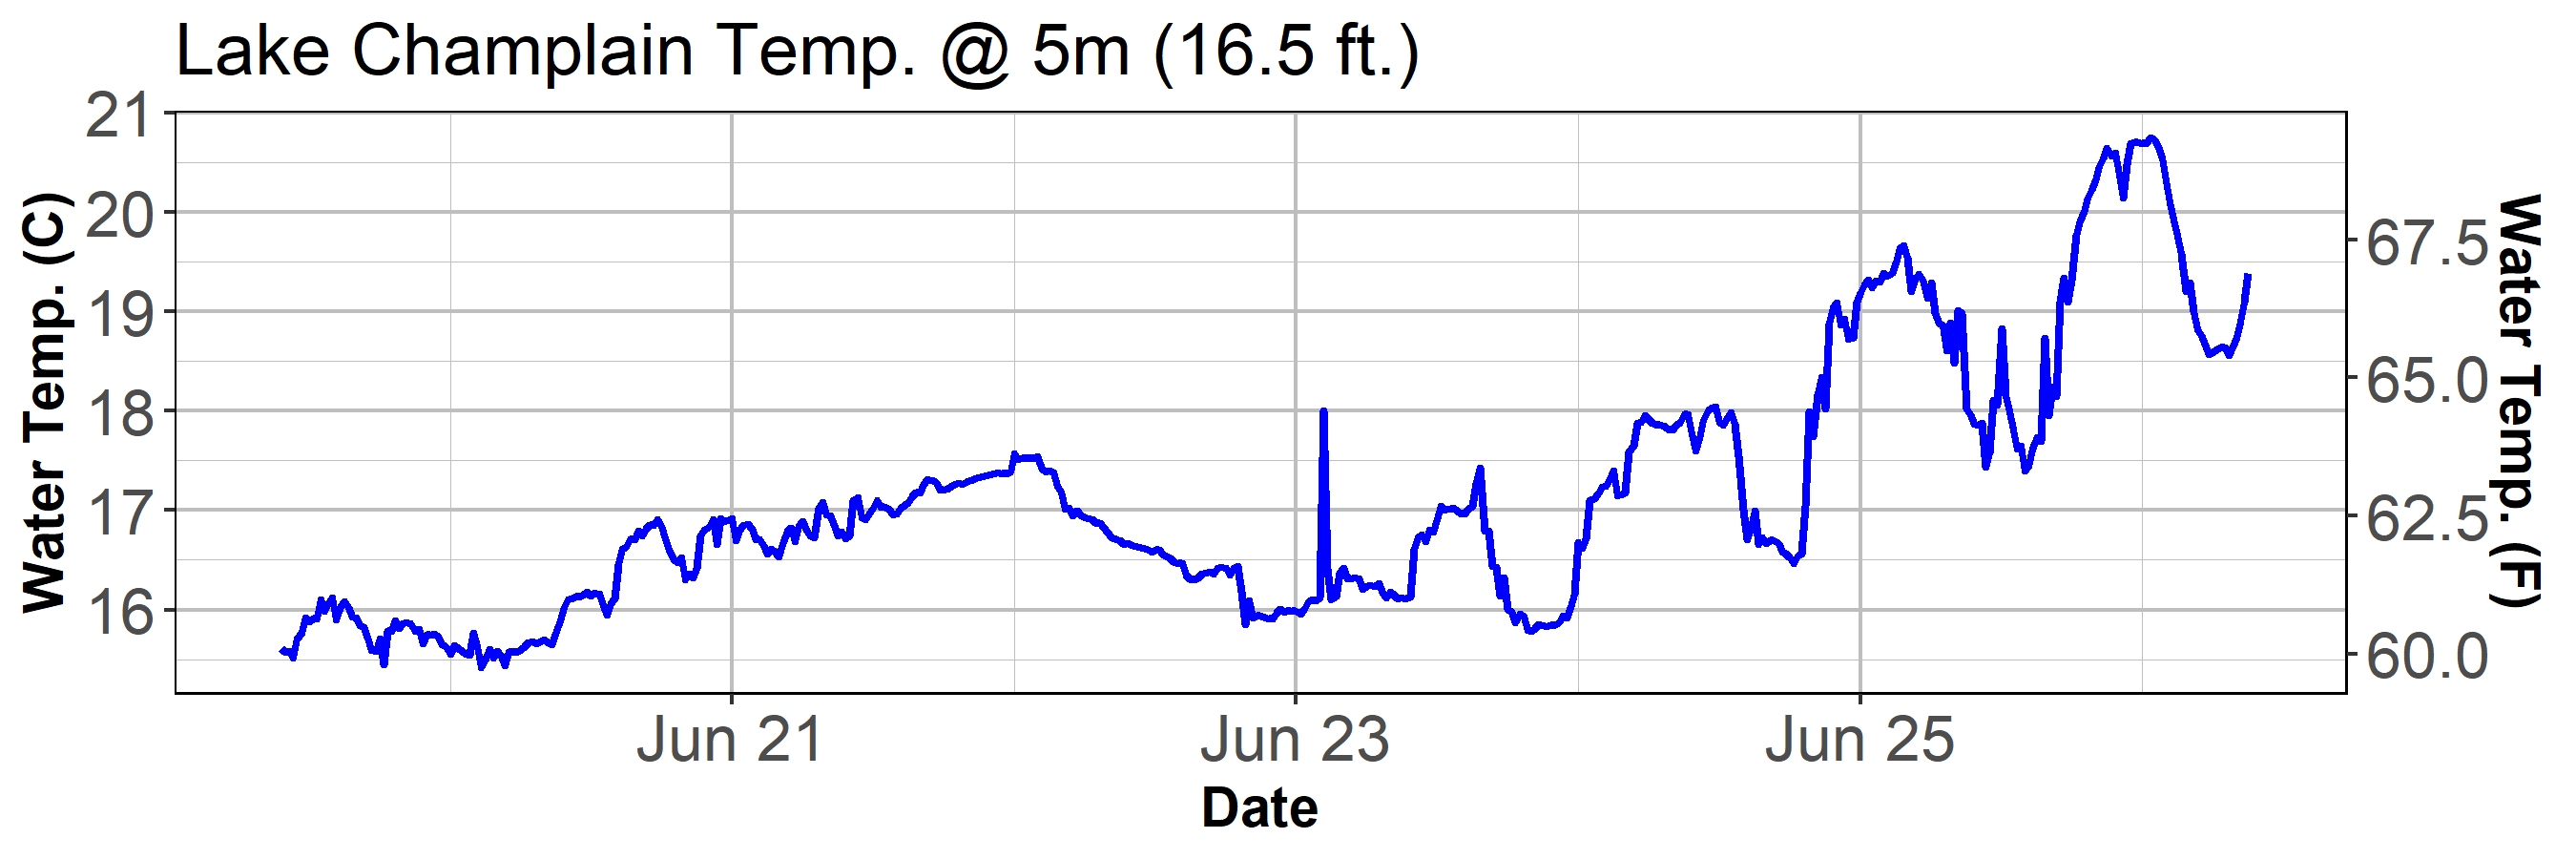 Lake Champlain Temp. @ 5m (16.5 ft.)
Water Temp. (C)
21
20
19
18
17
16
67.5
65.0
62.5
60.0
Water Temp. (F)
Jun 21
Jun 23
Jun 25
Date